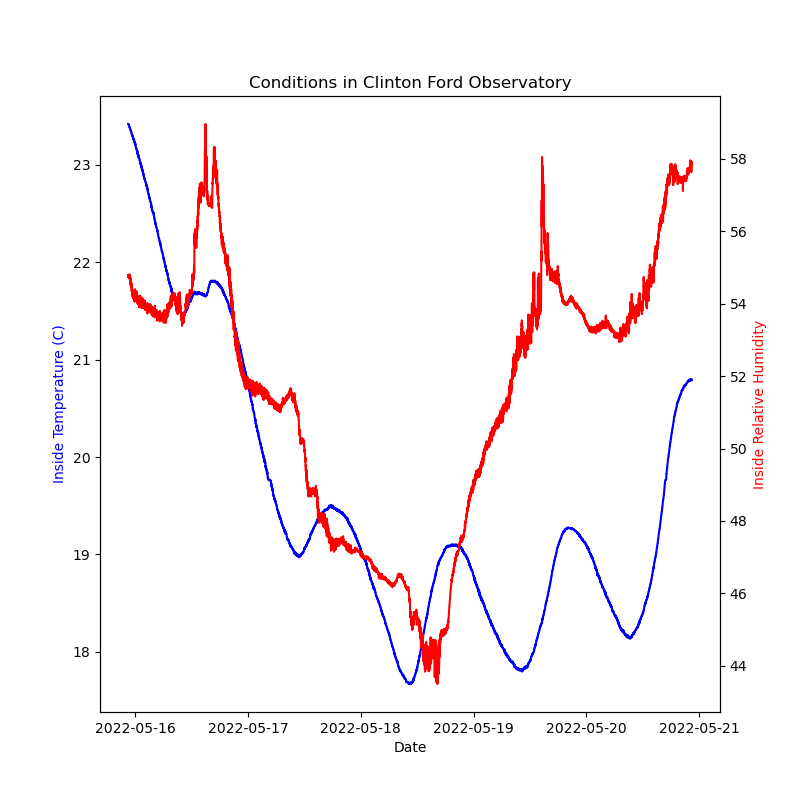 Conditions in Clinton Ford Observatory
23
22
21
20
19
18
Inside Temperature (C)
58
56
54
52
50
48
46
44
Inside Relative Humidity
2022-05-16 2022-05-17 2022-05-18 2022-05-19 2022-05-20 2022-05-21
Date